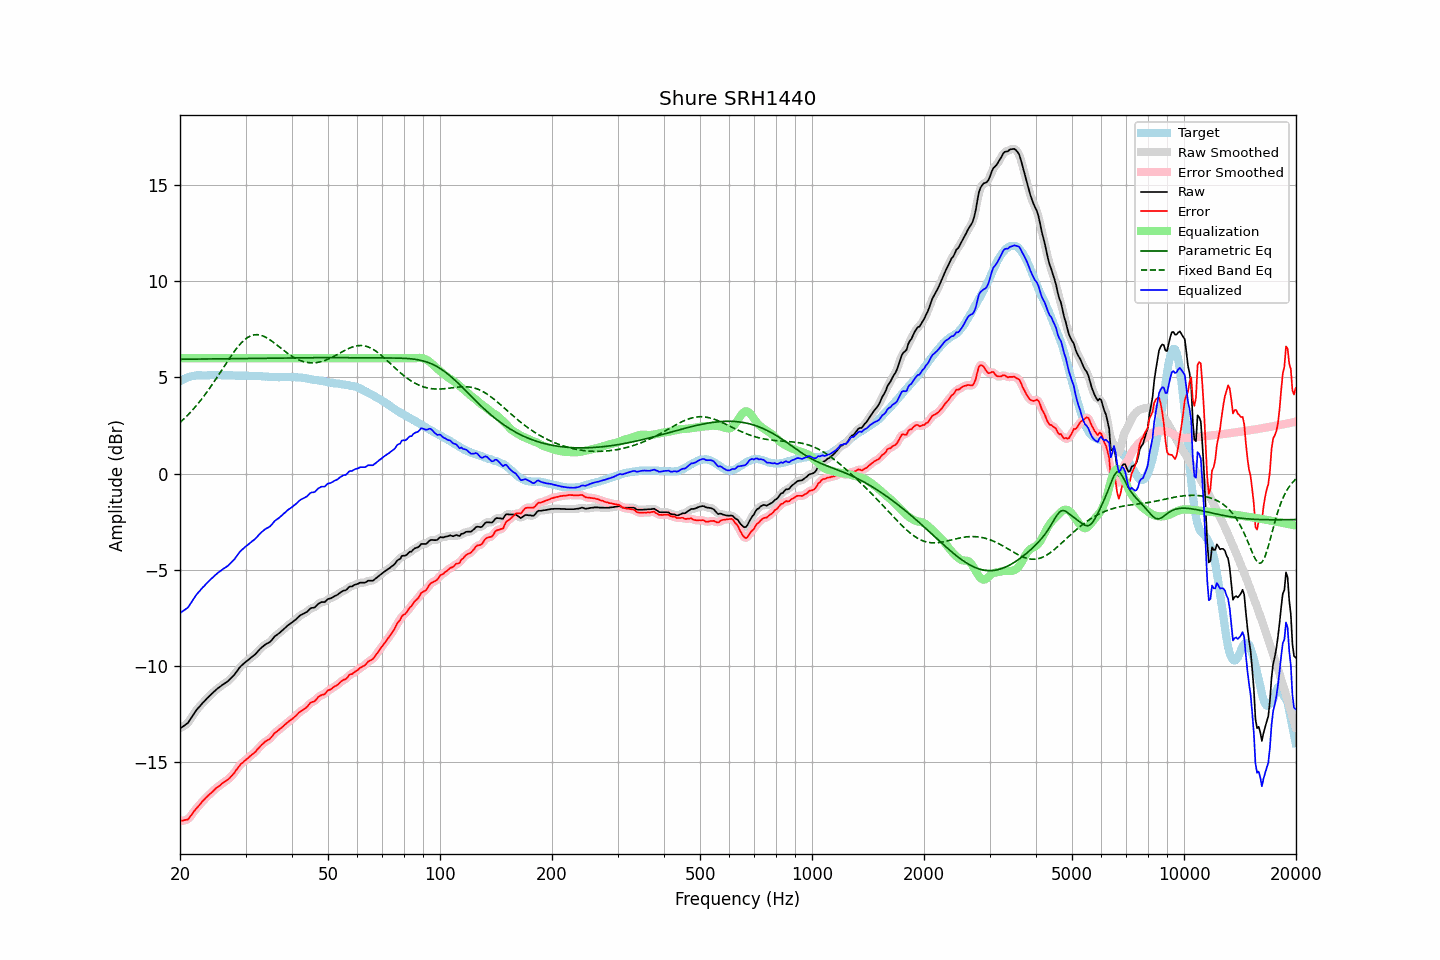 Shure SRH1440
Target
Raw Smoothed
Error Smoothed
Raw
Error
Equalization
Parametric Eq
Fixed Band Eq
Equalized
15
10
5
0
−5
−10
−15
Amplitude (dBr)
20
50
100
200
500
1000
2000
5000
10000
20000
Frequency (Hz)